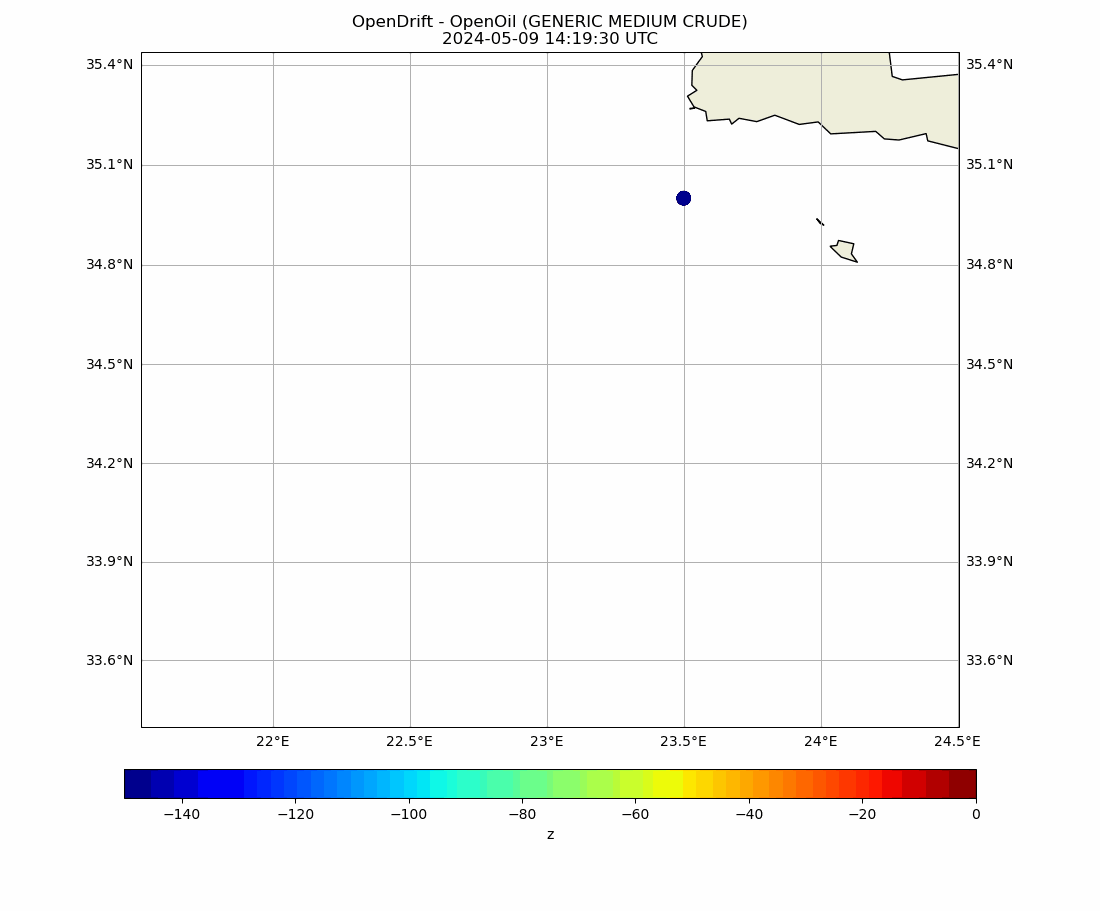 OpenDrift - OpenOil (GENERIC MEDIUM CRUDE)
2024-05-09 14:19:30 UTC
35.4°N 35.4°N
35.1°N 35.1°N
34.8°N 34.8°N
34.5°N 34.5°N
34.2°N 34.2°N
33.9°N 33.9°N
33.6°N 33.6°N
22°E 22.5°E 23°E 23.5°E 24°E 24.5°E
−140 −120 −100 −80 −60 −40 −20 0
z